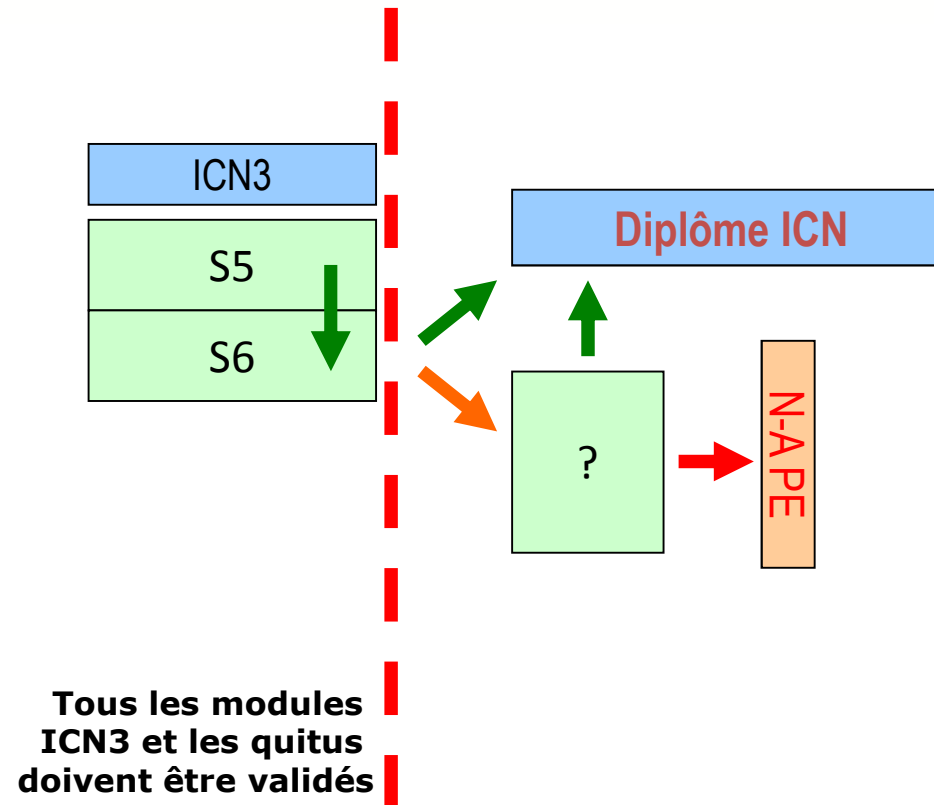 ICN3
S5
S6
Diplôme ICN
?
N-A PE
Tous les modules
ICN3 et les quitus
doivent être validés